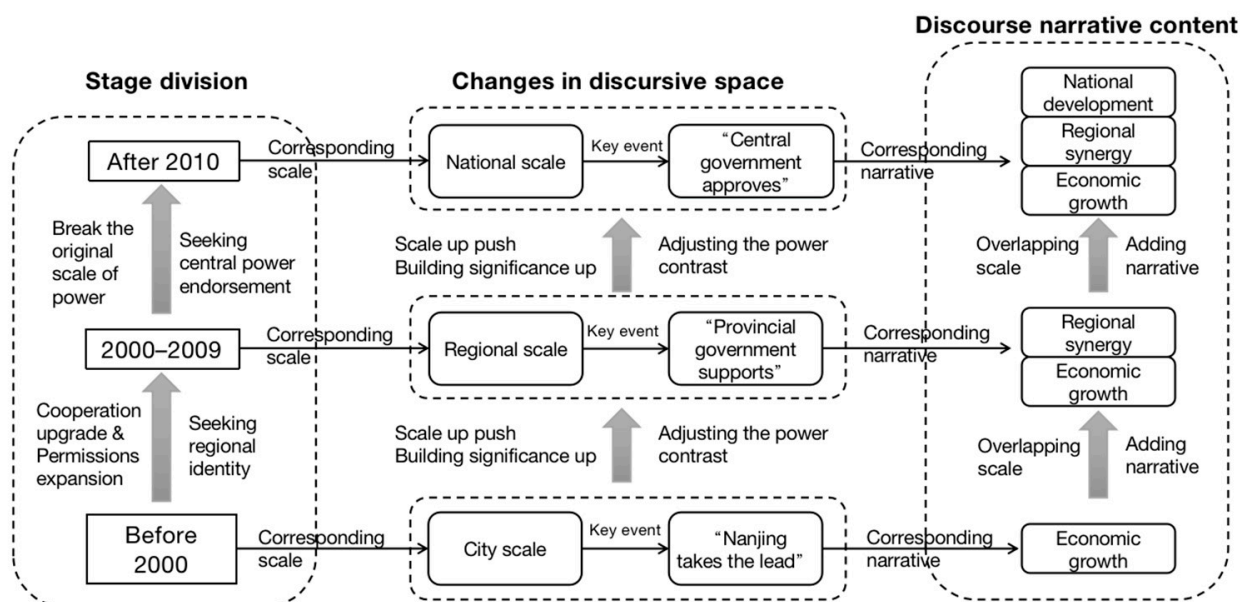 Discourse narrative content
Stage division
Changes in discursive space
After 2010
Corresponding
scale
National scale
Key event
“Central
government
approves”
Corresponding
narrative
National
development
Regional
synergy
Economic
growth
Break the
original
scale of
power
Seeking
central power
endorsement
Scale up push
Building significance up
Adjusting the power
contrast
Overlapping
scale
Adding
narrative
2000–2009
Corresponding
scale
Regional scale
Key event
“Provincial
government
supports”
Corresponding
narrative
Regional
synergy
Economic
growth
Cooperation
upgrade &
Permissions
expansion
Seeking
regional
identity
Scale up push
Building significance up
Adjusting the power
contrast
Overlapping
scale
Adding
narrative
Before
2000
Corresponding
scale
City scale
Key event
“Nanjing
takes the lead”
Corresponding
narrative
Economic
growth